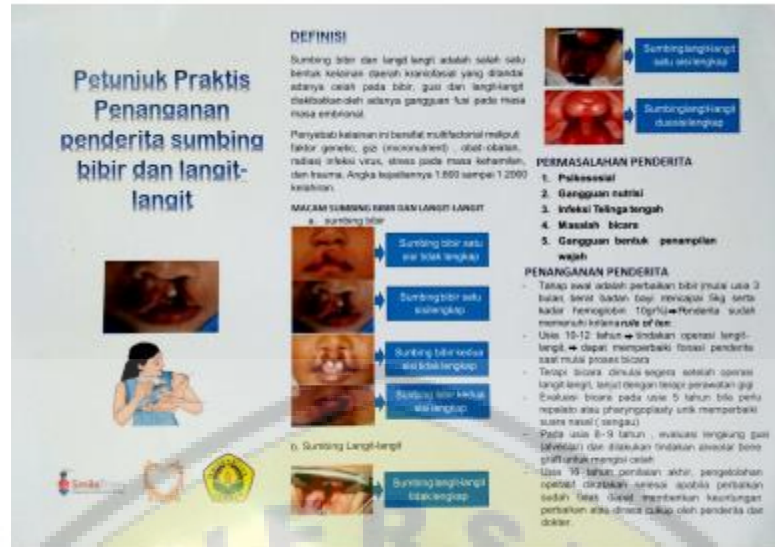 Petunjuk Praktis
Penanganan
penderita sumbing
bibir dan langit-
langit
Smile
DEFINISI
Sumbing bibir dan langit langit adalah salah satu
bentuk kelainan daerah kraniofasial yang ditandai
adanya celah pada bibir, gusi dan langit-langit
diakibatkan oleh adanya gangguan fusi pada masa
masa embrional.
Penyebab kelainan ini bersifat multifactorial meliputi
faktor genetic, gizi (micronutrient) , obat-obatan,
radiasi infeksi virus, stress pada masa kehamilan,
dan trauma. Angka kejadiannya 1:800 sampai 1:2000
kelahiran.
MACAM SUMBING BIBIR DAN LANGIT-LANGIT
a. sumbing bibir
Sumbing bibir satu
sisi tidak lengkap
Sumbing bibir satu
sisi lengkap
Sumbing bibir kedua
sisi tidak lengkap
Sumbing bibir kedua
sisi lengkap
b. Sumbing Langit-langit
Sumbing langit-langit
tidak lengkap
Sumbing langit-langit
satu sisi lengkap
Sumbing langit-langit
dua sisi lengkap
PERMASALAHAN PENDERITA
1. Psikososial
2. Gangguan nutrisi
3. Infeksi Telinga tengah
4. Masalah bicara
5. Gangguan bentuk penampilan
wajah
PENANGANAN PENDERITA
- Tahap awal adalah perbaikan bibir (mulai usia 3
bulan, berat badan bayi mencapai 5kg serta
kadar hemoglobin 10gr%) ➡ Penderita sudah
memenuhi kriteria rule of ten.
- Usia 10-12 tahun ➡ tindakan operasi langit-
langit, ➡ dapat memperbaiki fonasi penderita
saat mulai proses bicara
- Terapi bicara dimulai segera setelah operasi
langit-langit, lanjut dengan terapi perawatan gigi
- Evaluasi bicara pada usia 5 tahun bila perlu
repalato atau pharyngoplasty untk memperbaiki
suara nasal ( sengau)
- Pada usia 8-9 tahun , evaluasi lengkung gusi
(alveolar) dan dilakukan tindakan alveolar bone
graft untuk mengisi celah
- Usia 16 tahun penilaian akhir, pengelolahan
operatif dikatakan selesai apabila perbaikan
sudah tidak dapat memberikan keuntungan
perbaikan atau dirasa cukup oleh penderita dan
dokter.